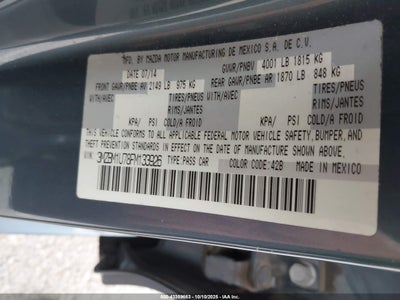 MFD. BY MAZDA MOTOR MANUFACTURING DE MEXICO S.A. DE C.V.
DATE 07/14 GVWR/PNBV 4001 LB 1815 KG
FRONT GAWR/PNBE AV 2149 LB 975 KG REAR GAWR/PNBE AR 1870 LB 848 KG
WITH/AVEC TIRES/PNEUS WITH/AVEC TIRES/PNEUS
RIMS/JANTES RIMS/JANTES
AT/A KPA/ PSI/ COLD/A FROID AT/A KPA/ PSI/ COLD/A FROID
THIS VEHICLE CONFORMS TO ALL APPLICABLE FEDERAL MOTOR VEHICLE SAFETY, BUMPER, AND
THEFT PREVENTION STANDARDS IN EFFECT ON THE DATE OF MANUFACTURE SHOWN ABOVE.
3MZBM1U78FM133926 TYPE:PASS CAR COLOR CODE:42B
MADE IN MEXICO
IAA 43389683 10/10/2025